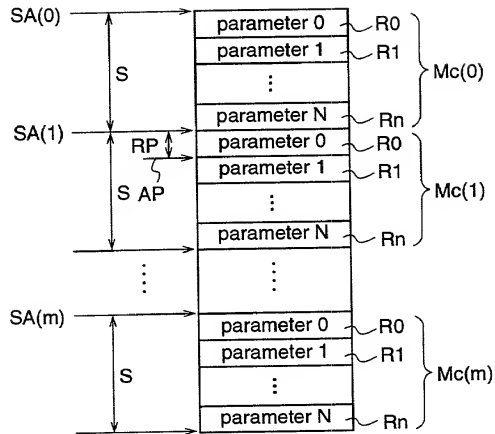 SA(0)
parameter 0 R0
parameter 1 R1
S
⋮
Mc(0)
parameter N Rn
SA(1)
parameter 0 R0
RP
parameter 1 R1
AP
S
⋮
Mc(1)
parameter N Rn
⋮ ⋮
SA(m)
parameter 0 R0
parameter 1 R1
S
⋮
Mc(m)
parameter N Rn